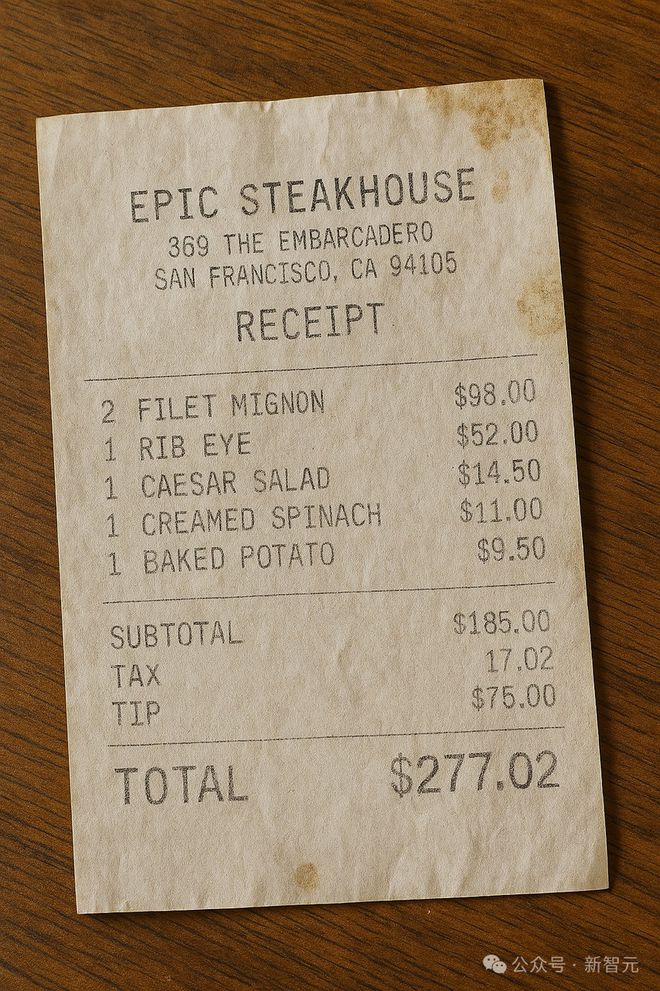 EPIC STEAKHOUSE
369 THE EMBARCADERO
SAN FRANCISCO, CA 94105
RECEIPT
2 FILET MIGNON $98.00
1 RIB EYE $52.00
1 CAESAR SALAD $14.50
1 CREAMED SPINACH $11.00
1 BAKED POTATO $9.50
SUBTOTAL $185.00
TAX 17.02
TIP $75.00
TOTAL $277.02
公众号 · 新智元